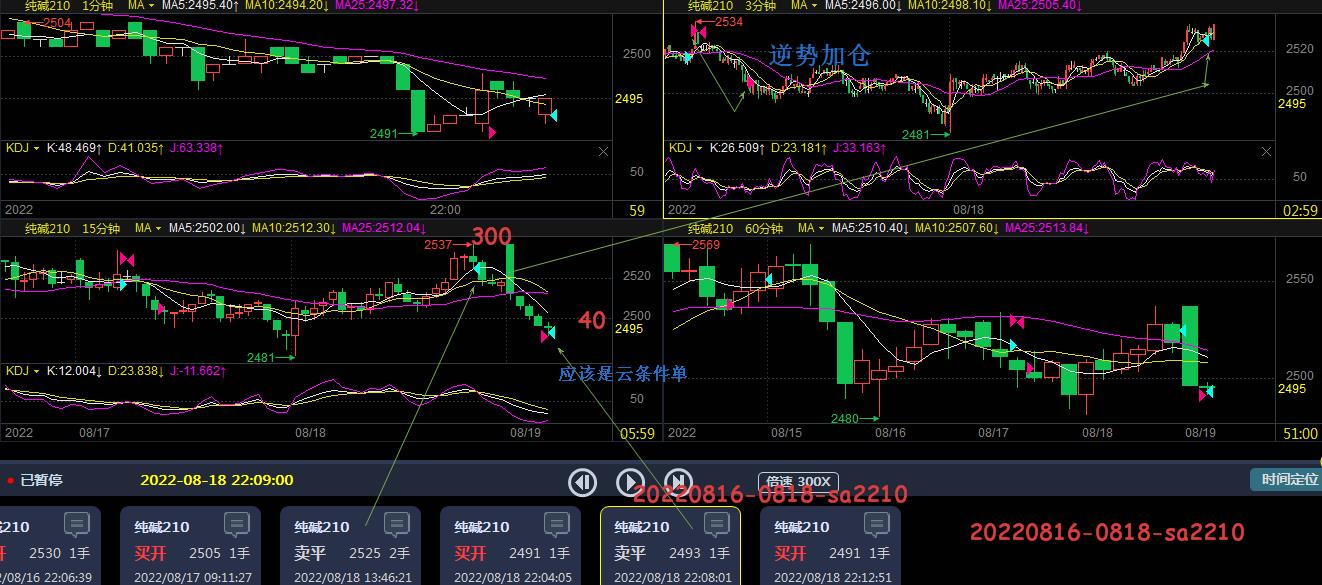 纯碱210 1分钟 MA MA5:2495.40↑ MA10:2494.20↓ MA25:2497.32↓
2504
2500
2495
2491
KDJ K:48.469↑ D:41.035↑ J:63.338↑
50
2022 22:00 59
纯碱210 3分钟 MA MA5:2496.00↓ MA10:2498.10↓ MA25:2505.40↓
2534
逆势加仓
2520
2500
2495
2481
KDJ K:26.509↑ D:23.181↑ J:33.163↑
50
2022 08/18 02:59
纯碱210 15分钟 MA MA5:2502.00↓ MA10:2512.30↓ MA25:2512.04↓
2537
300
2520
2500
40
2495
2481
应该是云条件单
KDJ K:12.004↓ D:23.838↓ J:-11.662↑
50
2022 08/17 08/18 08/19 05:59
纯碱210 60分钟 MA MA5:2510.40↓ MA10:2507.60↓ MA25:2513.84↓
2569
2550
2500
2495
2480
2022 08/15 08/16 08/17 08/18 08/19 51:00
已暂停 2022-08-18 22:09:00 倍速 300X 时间定位
20220816-0818-sa2210
20220816-0818-sa2210
碱210
开 2530 1手
/08/16 22:06:39
纯碱210
买开 2505 1手
2022/08/17 09:11:27
纯碱210
卖平 2525 2手
2022/08/18 13:46:21
纯碱210
买开 2491 1手
2022/08/18 22:04:05
纯碱210
卖平 2493 1手
2022/08/18 22:08:01
纯碱210
买开 2491 1手
2022/08/18 22:12:51